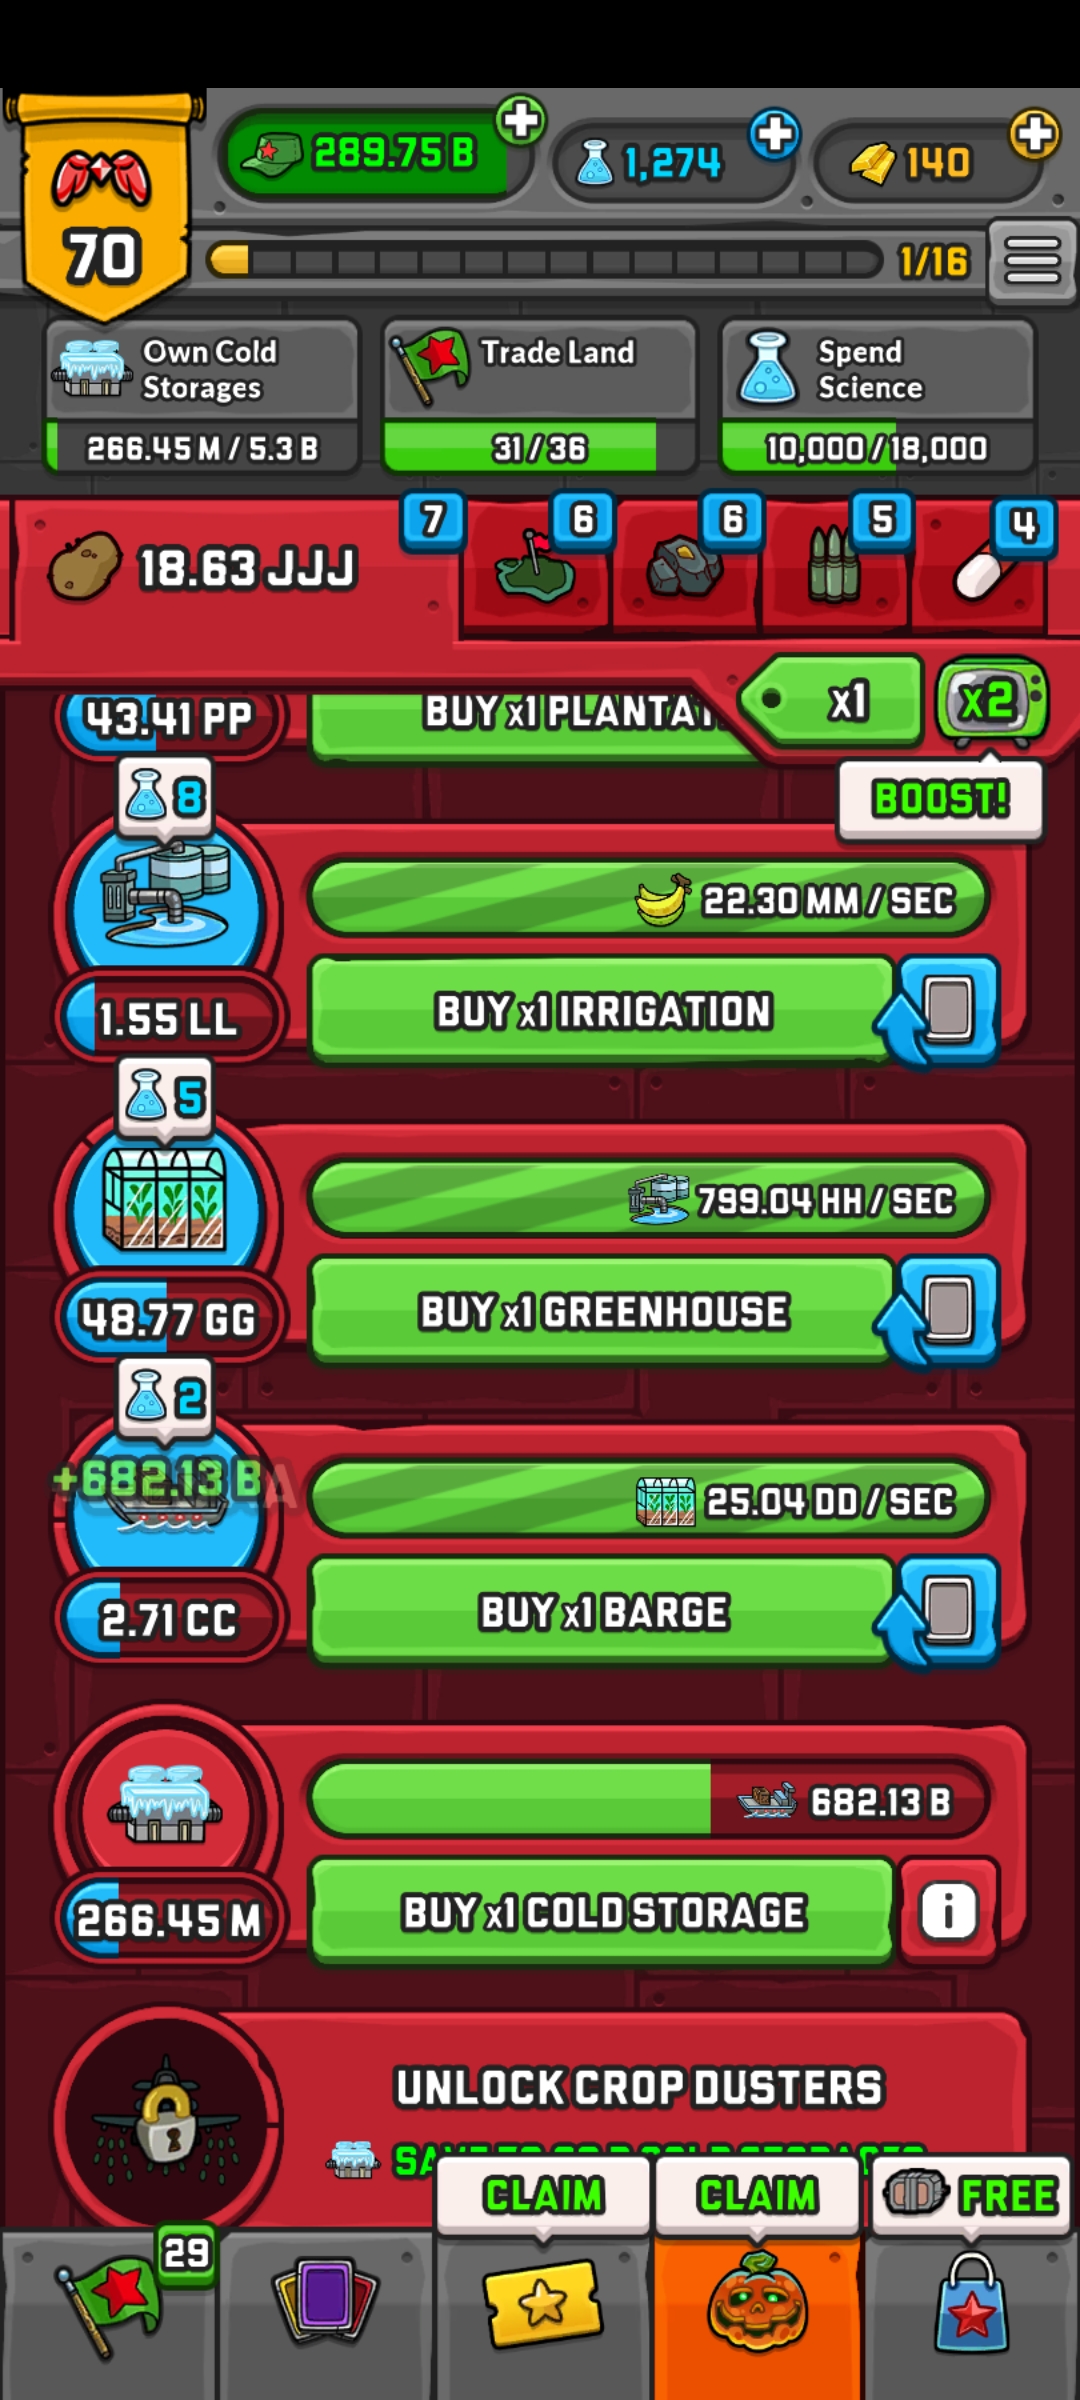 289.75 B
1,274
140
70
1/16
Own Cold
Storages
Trade Land
Spend
Science
266.45 M / 5.3 B
31/36
10,000/18,000
18.63 JJJ
7
6
6
5
4
x1
x2
BOOST!
43.41 PP
BUY x1
8
22.30 MM / SEC
1.55 LL
BUY x1 IRRIGATION
5
799.04 HH / SEC
48.77 GG
BUY x1 GREENHOUSE
2
+682.13 B
25.04 DD / SEC
2.71 CC
BUY x1 BARGE
682.13 B
266.45 M
BUY x1 COLD STORAGE
i
UNLOCK CROP DUSTERS
CLAIM
CLAIM
FREE
29